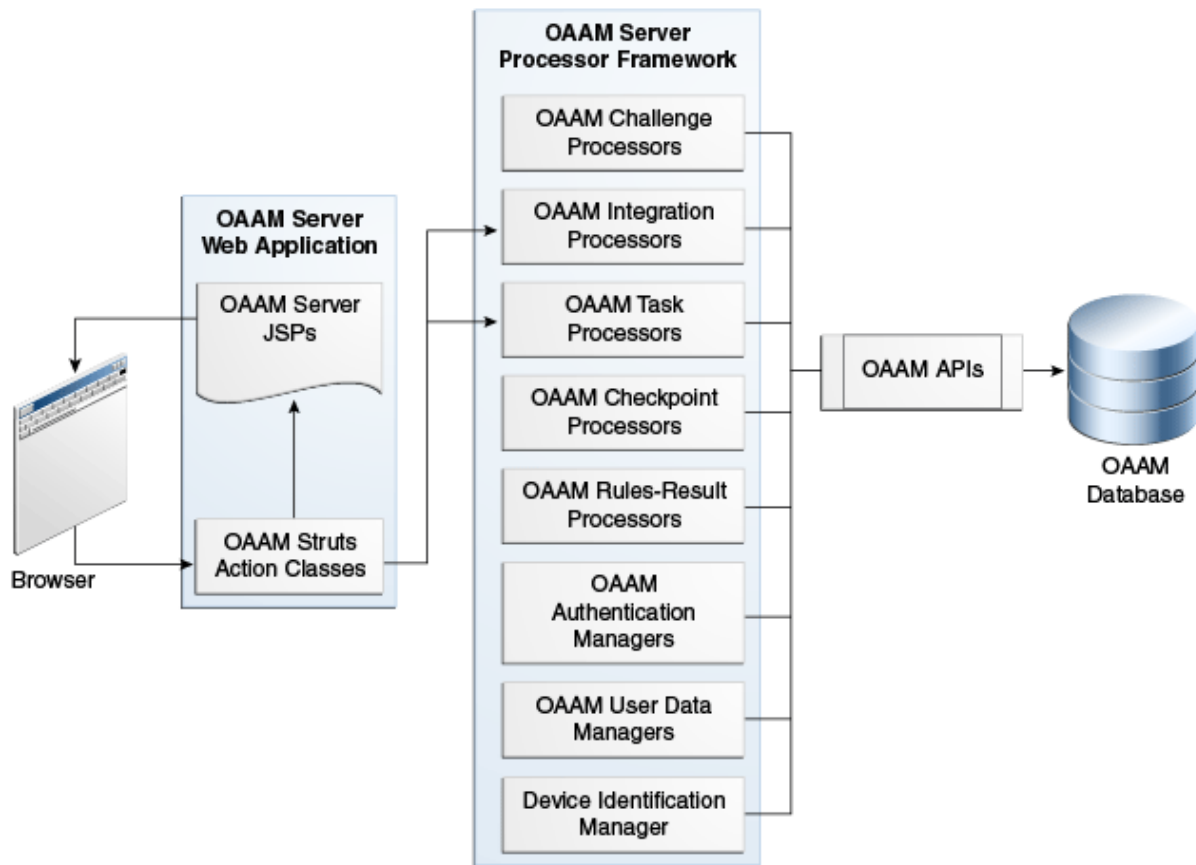 OAAM Server
Processor Framework
OAAM Challenge
Processors
OAAM Integration
Processors
OAAM Task
Processors
OAAM Checkpoint
Processors
OAAM Rules-Result
Processors
OAAM
Authentication
Managers
OAAM User Data
Managers
Device Identification
Manager
OAAM Server
Web Application
OAAM Server
JSPs
OAAM Struts
Action Classes
Browser
OAAM APIs
OAAM
Database